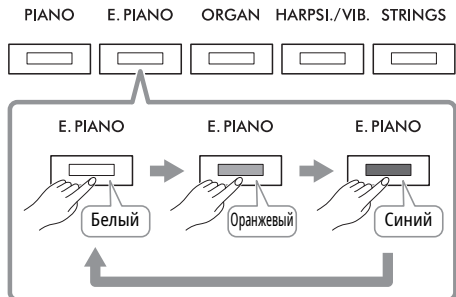 PIANO E. PIANO ORGAN HARPSI./VIB. STRINGS
E. PIANO E. PIANO E. PIANO
Белый Оранжевый Синий